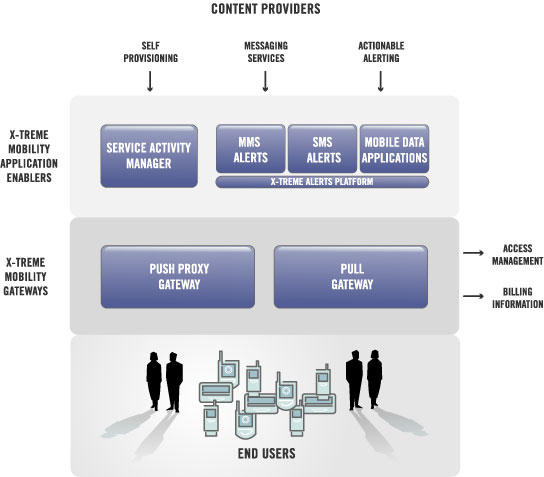 CONTENT PROVIDERS
SELF
PROVISIONING
MESSAGING
SERVICES
ACTIONABLE
ALERTING
X-TREME
MOBILITY
APPLICATION
ENABLERS
SERVICE ACTIVITY
MANAGER
MMS
ALERTS
SMS
ALERTS
MOBILE DATA
APPLICATIONS
X-TREME ALERTS PLATFORM
X-TREME
MOBILITY
GATEWAYS
PUSH PROXY
GATEWAY
PULL
GATEWAY
ACCESS
MANAGEMENT
BILLING
INFORMATION
END USERS